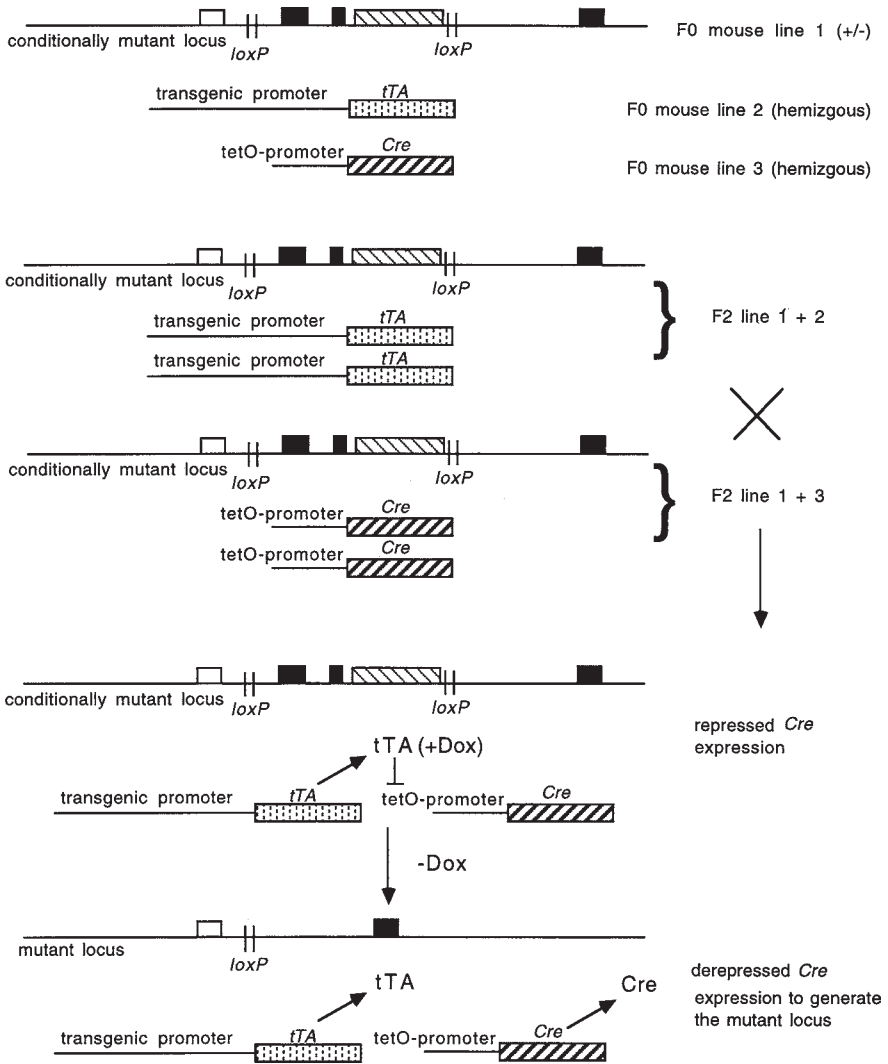 conditionally mutant locus
loxP
loxP
F0 mouse line 1 (+/-)
transgenic promoter
tTA
F0 mouse line 2 (hemizgous)
tetO-promoter
Cre
F0 mouse line 3 (hemizgous)
conditionally mutant locus
loxP
loxP
transgenic promoter
tTA
transgenic promoter
tTA
} F2 line 1 + 2
conditionally mutant locus
loxP
loxP
tetO-promoter
Cre
tetO-promoter
Cre
} F2 line 1 + 3
conditionally mutant locus
loxP
loxP
repressed Cre
expression
tTA (+Dox)
transgenic promoter
tTA
tetO-promoter
Cre
-Dox
mutant locus
loxP
tTA
Cre
derepressed Cre
expression to generate
the mutant locus
transgenic promoter
tTA
tetO-promoter
Cre